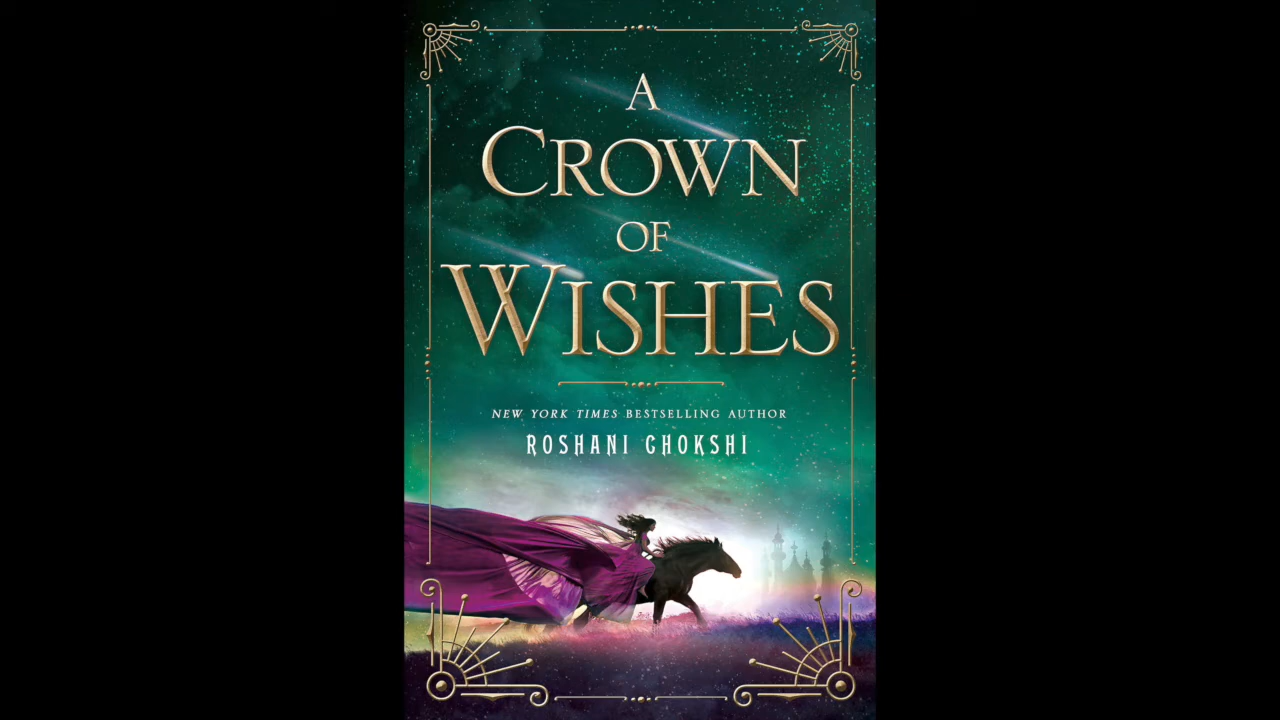 A
CROWN
OF
WISHES
NEW YORK TIMES BESTSELLING AUTHOR
ROSHANI CHOKSHI